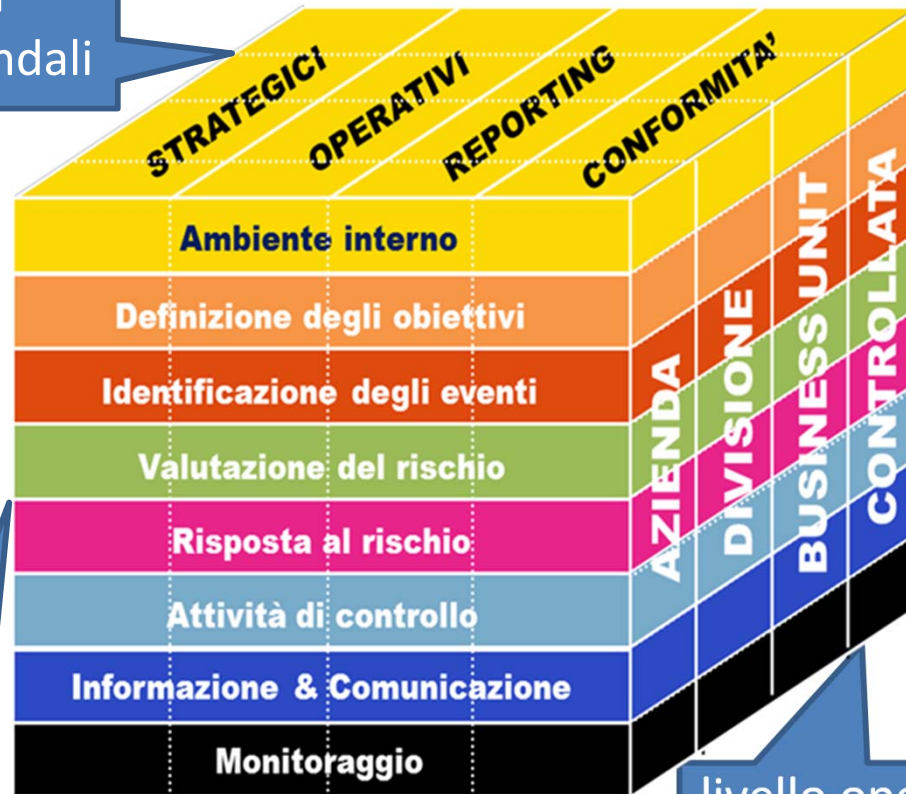 ndali
STRATEGICI
OPERATIVI
REPORTING
CONFORMITA'
Ambiente interno
Definizione degli obiettivi
Identificazione degli eventi
Valutazione del rischio
Risposta al rischio
Attività di controllo
Informazione & Comunicazione
Monitoraggio
AZIENDA
DIVISIONE
BUSINESS UNIT
CONTROLLATA
livello